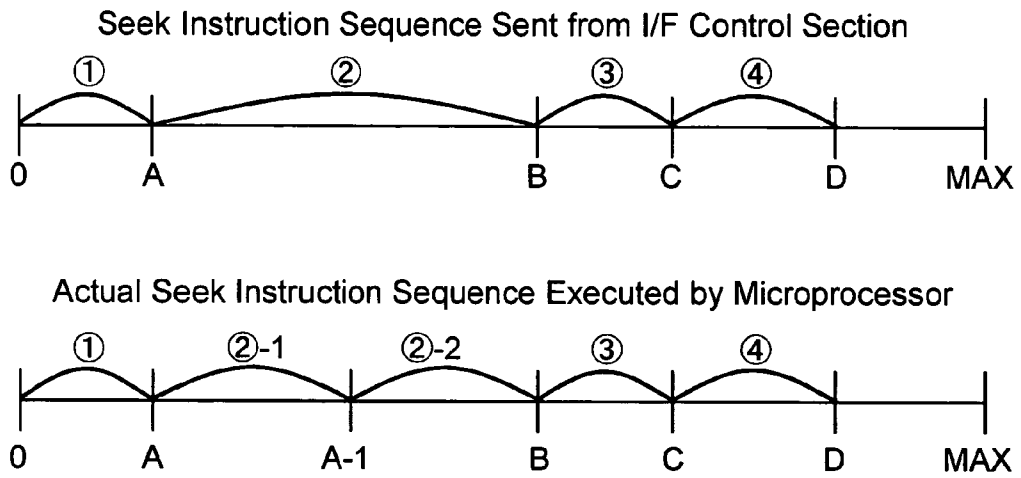 Seek Instruction Sequence Sent from I/F Control Section
① ② ③ ④
0 A B C D MAX
Actual Seek Instruction Sequence Executed by Microprocessor
① ②-1 ②-2 ③ ④
0 A A-1 B C D MAX